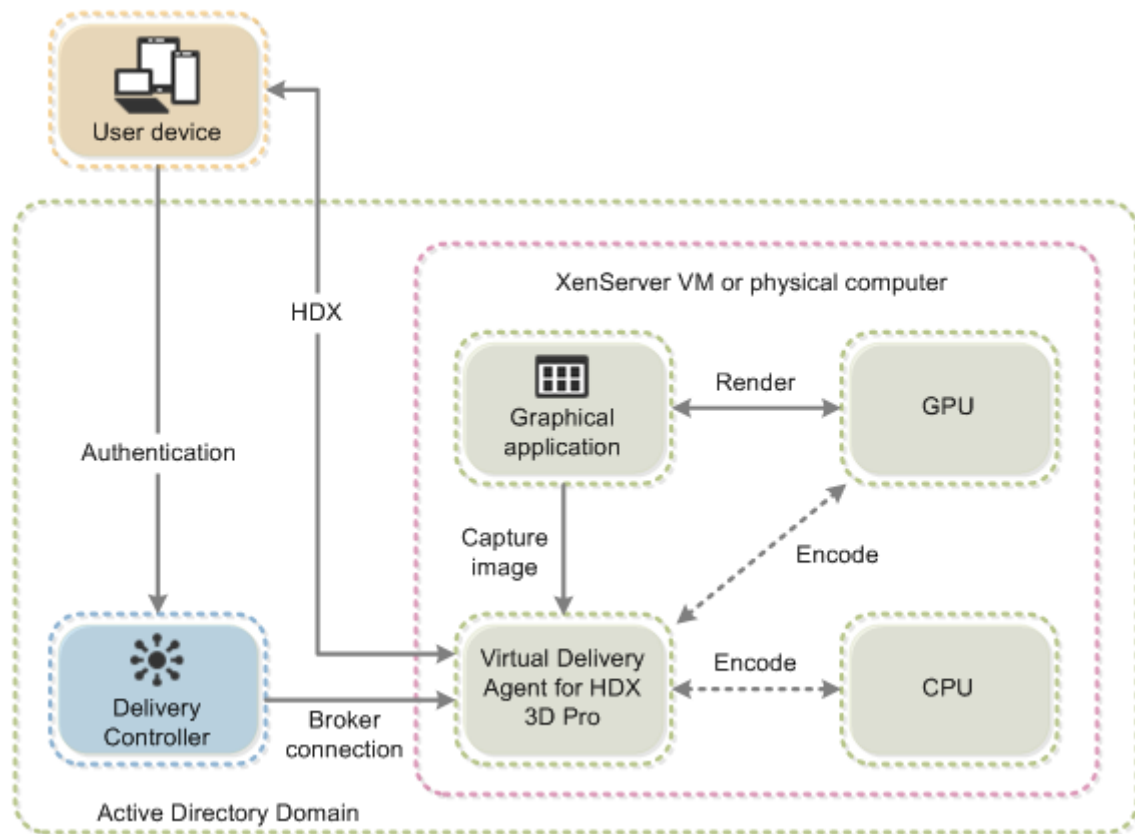 User device
XenServer VM or physical computer
HDX
Graphical
application
Render
GPU
Authentication
Capture
image
Encode
Virtual Delivery
Agent for HDX
3D Pro
Encode
CPU
Delivery
Controller
Broker
connection
Active Directory Domain